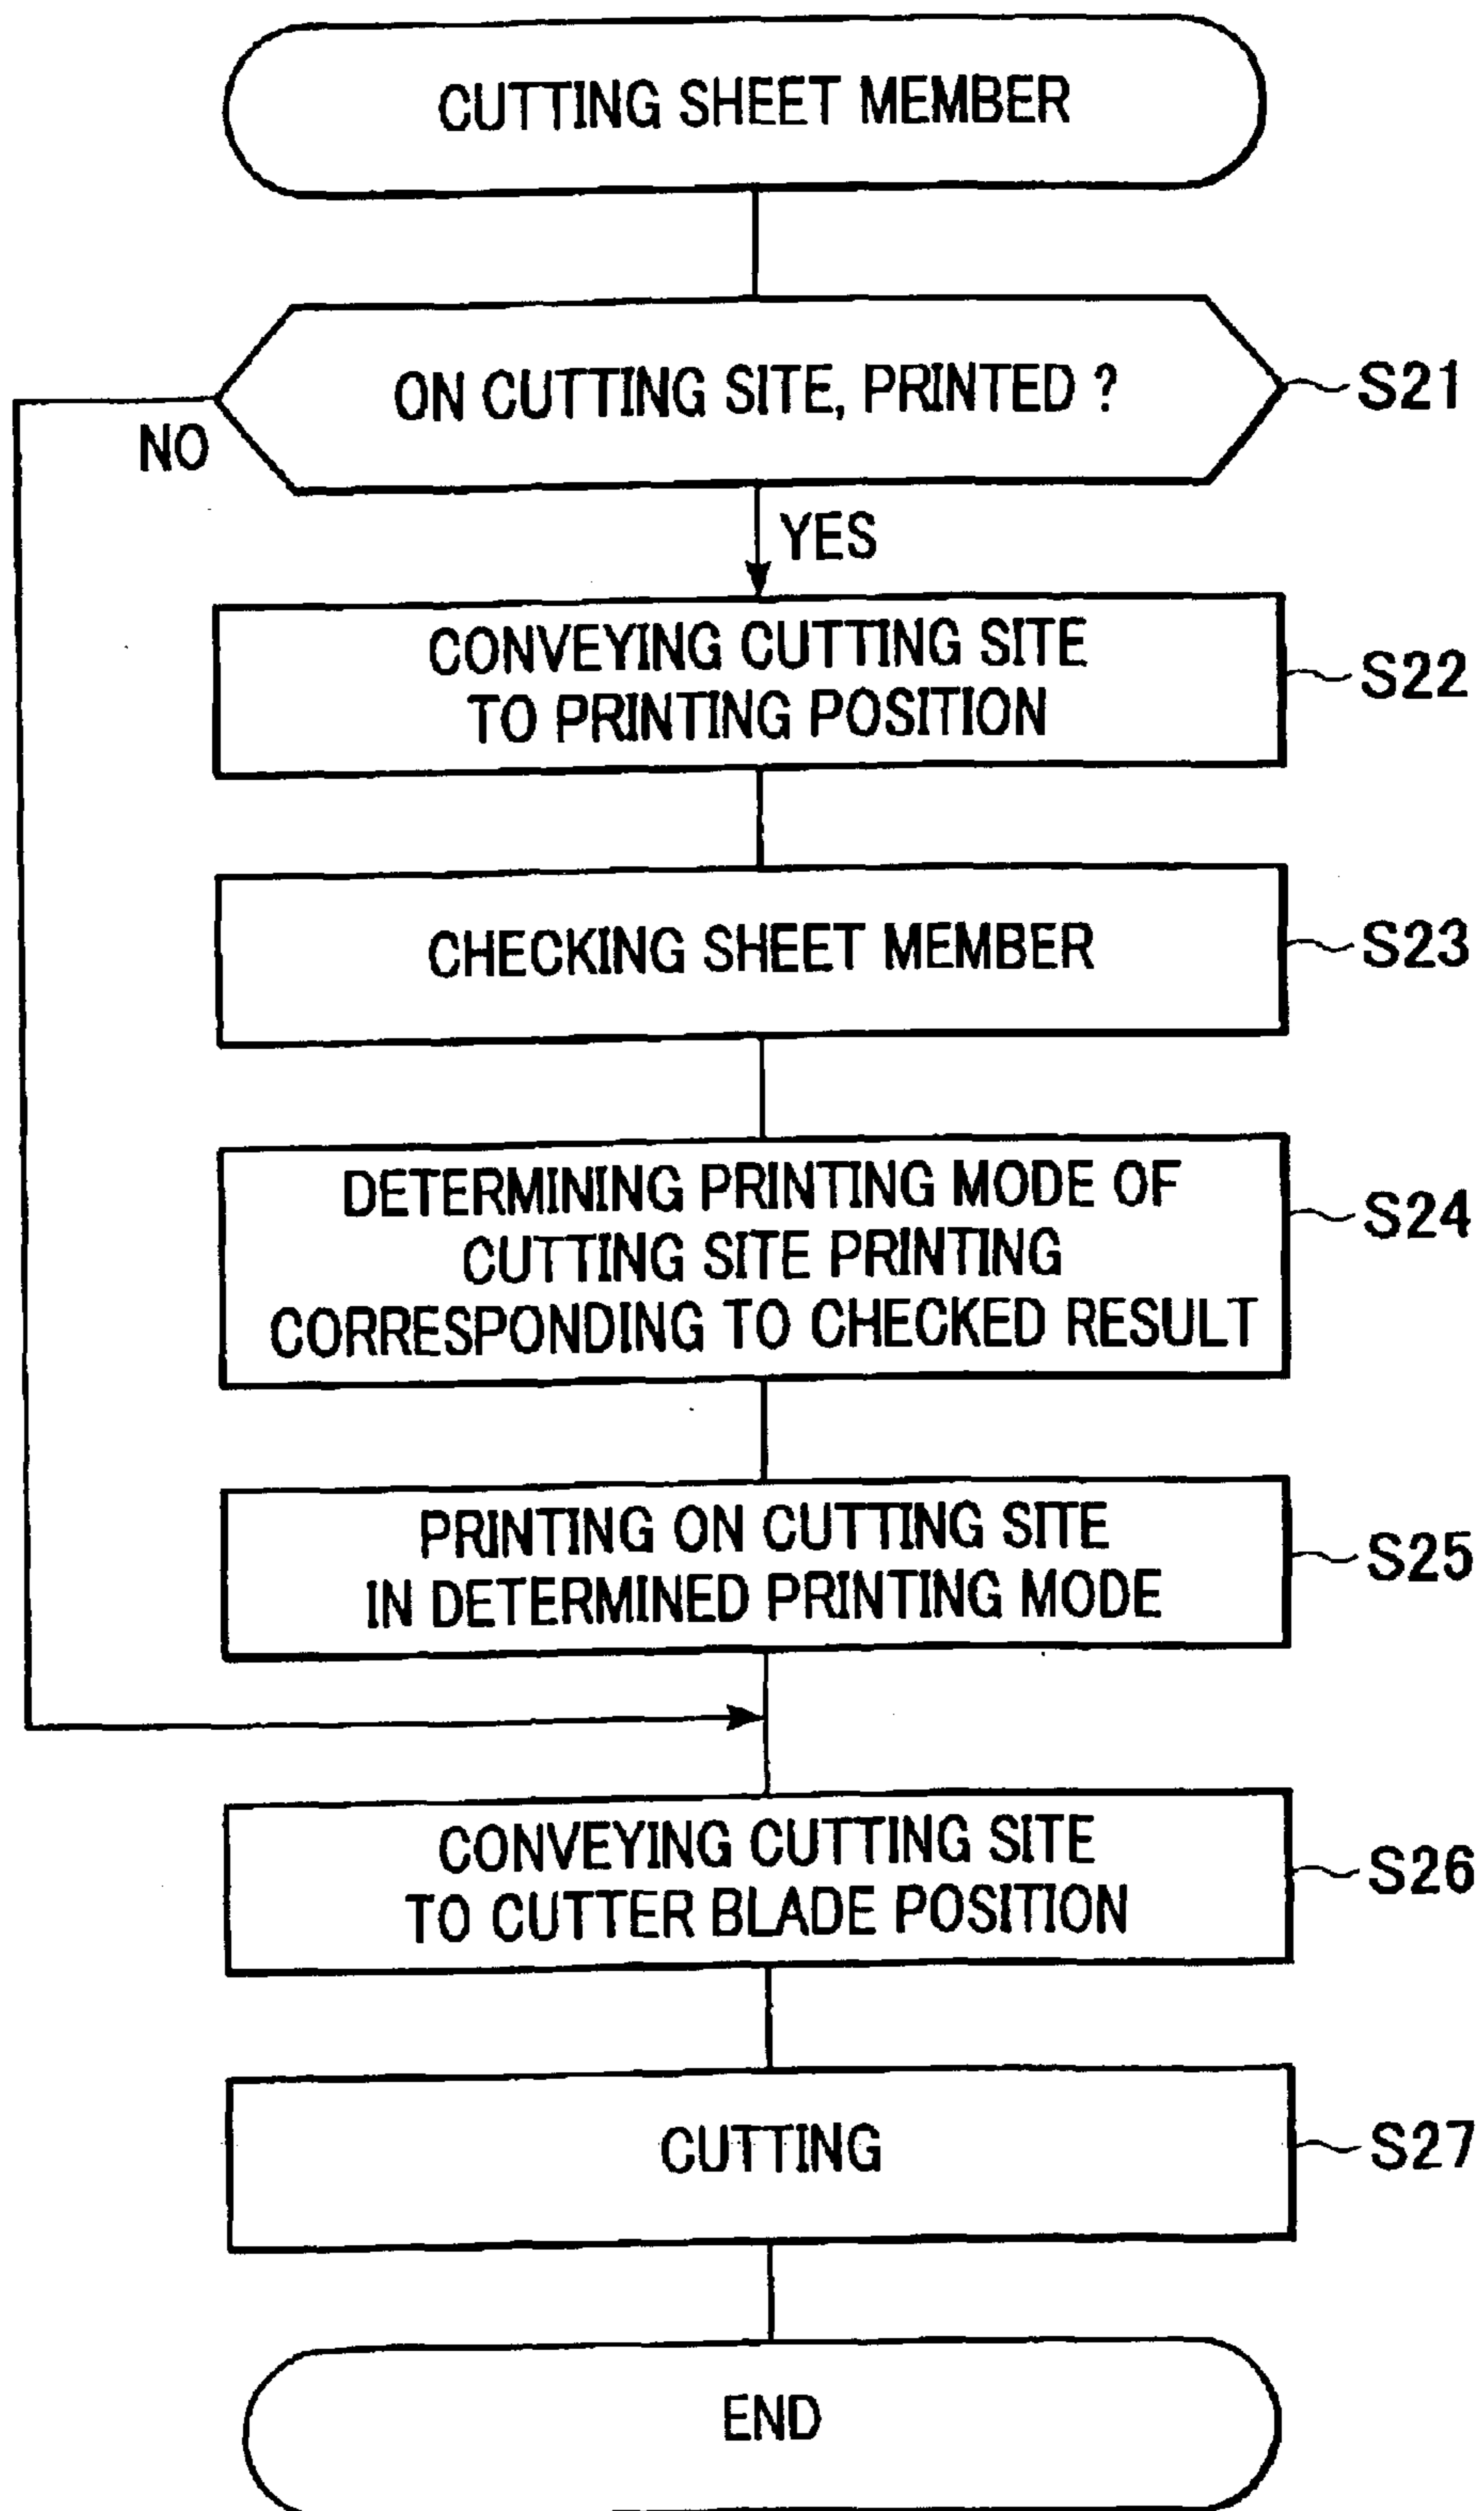 CUTTING SHEET MEMBER
ON CUTTING SITE, PRINTED ?
S21
NO
YES
CONVEYING CUTTING SITE
TO PRINTING POSITION
S22
CHECKING SHEET MEMBER
S23
DETERMINING PRINTING MODE OF
CUTTING SITE PRINTING
CORRESPONDING TO CHECKED RESULT
S24
PRINTING ON CUTTING SITE
IN DETERMINED PRINTING MODE
S25
CONVEYING CUTTING SITE
TO CUTTER BLADE POSITION
S26
CUTTING
S27
END